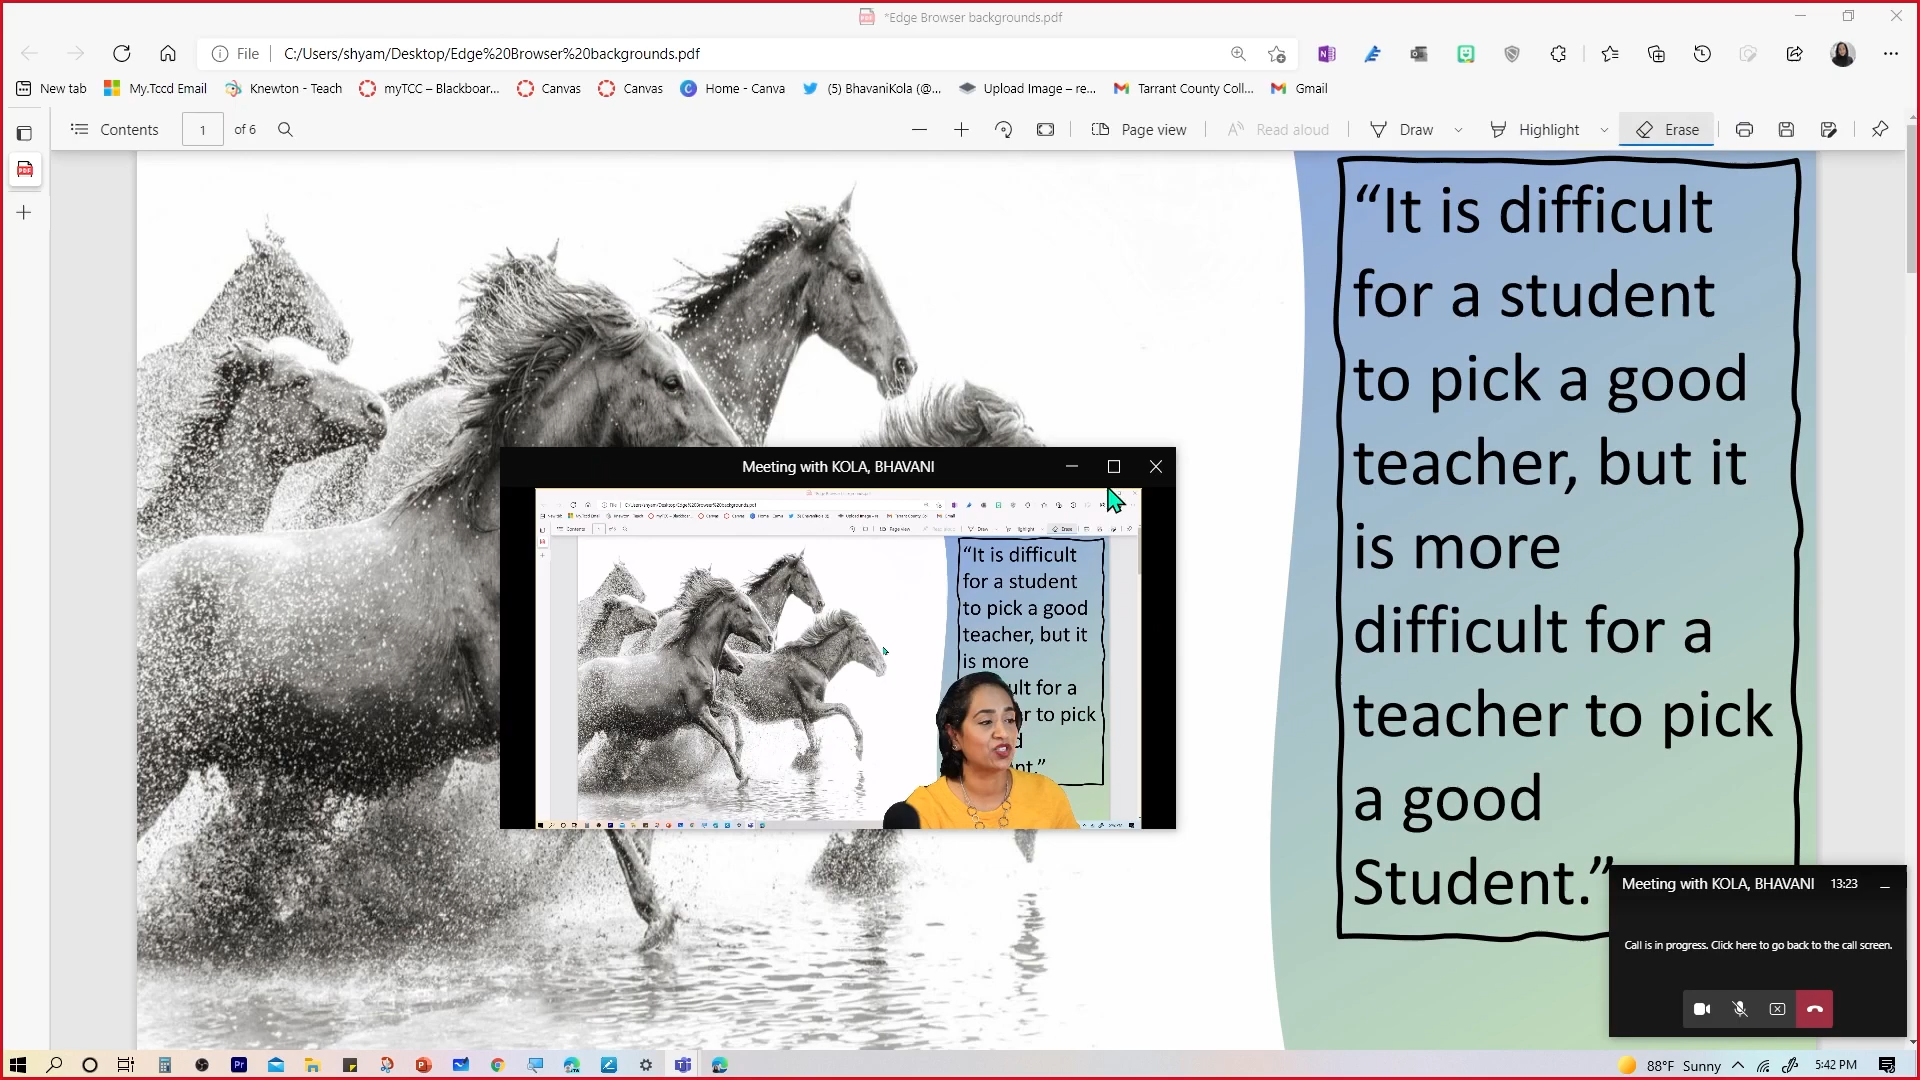 *Edge Browser backgrounds.pdf
File
C:/Users/shyam/Desktop/Edge%20Browser%20backgrounds.pdf
New tab
My.Tccd Email
Knewton - Teach
myTCC – Blackboar...
Canvas
Canvas
Home - Canva
(5) BhavaniKola (@...
Upload Image – re...
Tarrant County Coll...
Gmail
Contents
1
of 6
Page view
Read aloud
Draw
Highlight
Erase
“It is difficult
for a student
to pick a good
teacher, but it
is more
difficult for a
teacher to pick
a good
Student.”
Meeting with KOLA, BHAVANI
“It is difficult
for a student
to pick a good
teacher, but it
is more
ult for a
to pick
Meeting with KOLA, BHAVANI 13:23
Call is in progress. Click here to go back to the call screen.
88°F Sunny
5:42 PM